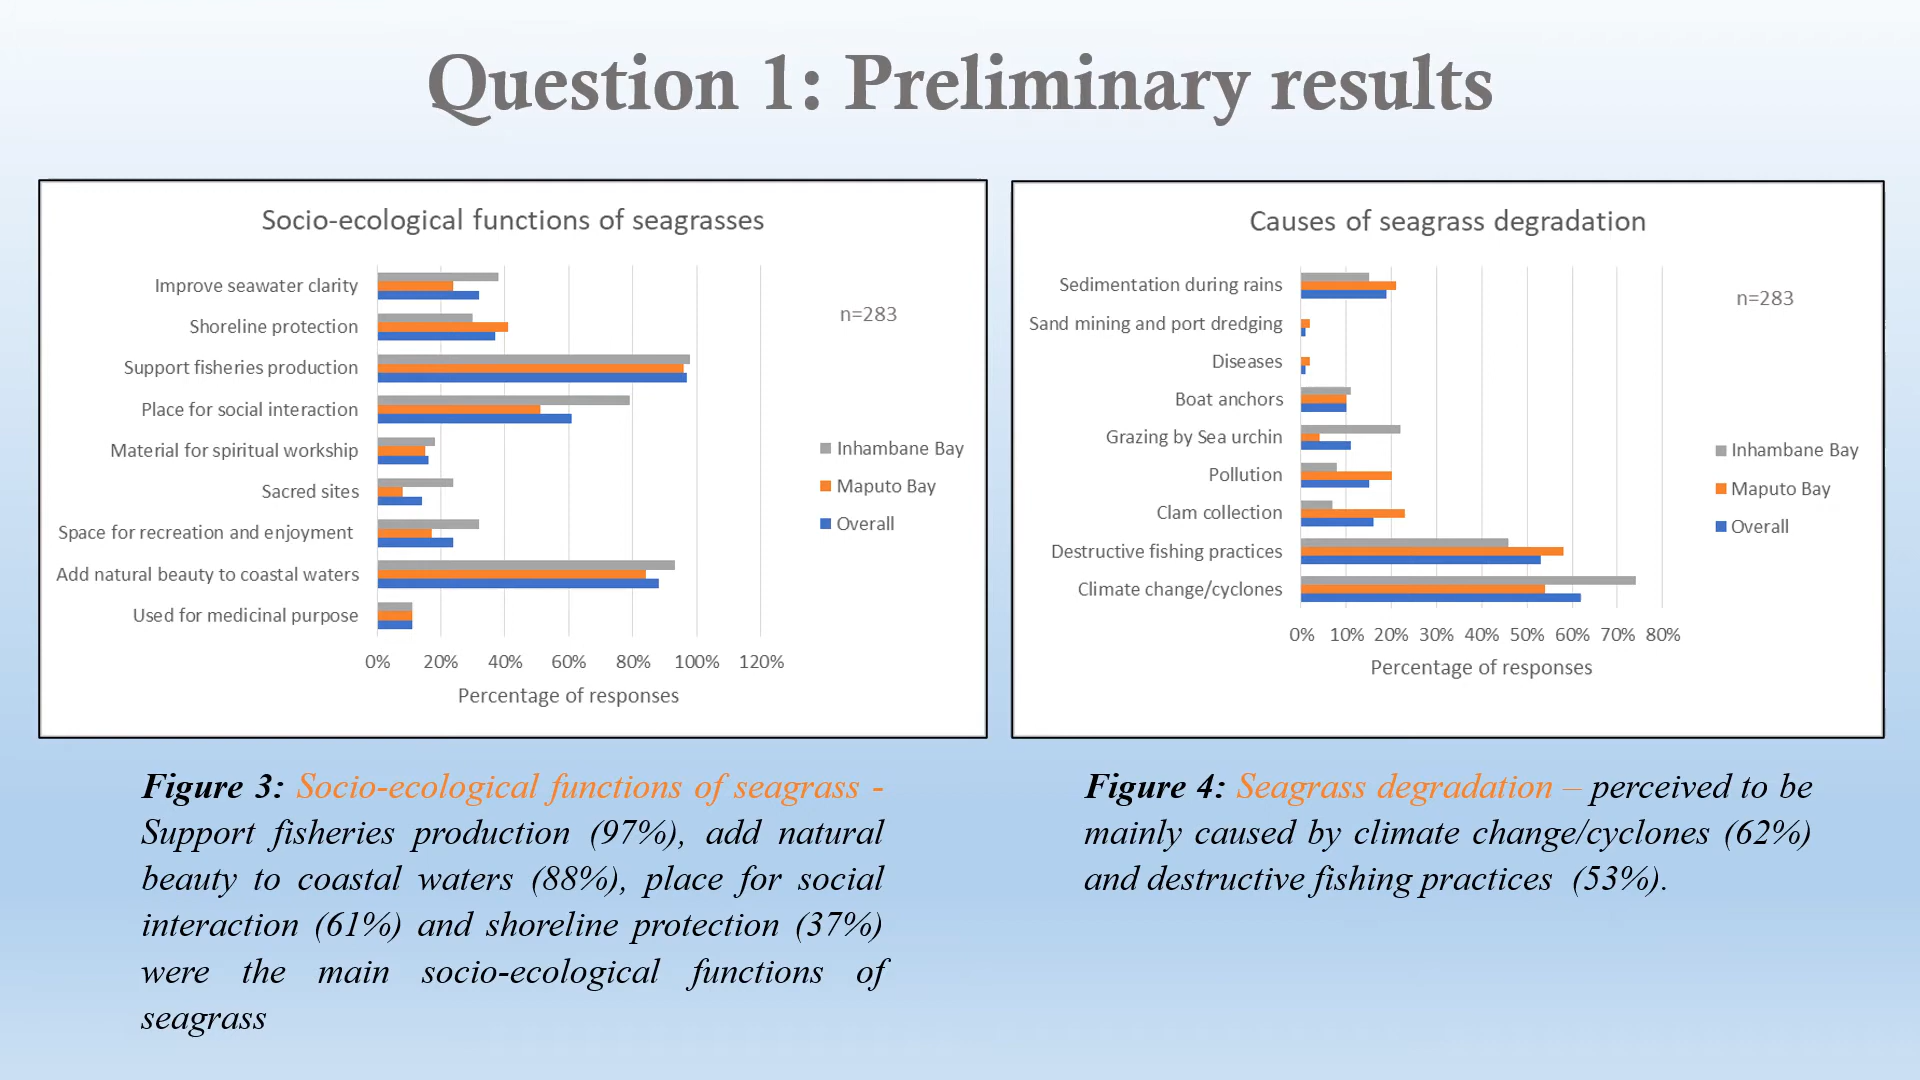 Question 1: Preliminary results
Socio-ecological functions of seagrasses
Improve seawater clarity
Shoreline protection
Support fisheries production
Place for social interaction
Material for spiritual workship
Sacred sites
Space for recreation and enjoyment
Add natural beauty to coastal waters
Used for medicinal purpose
0% 20% 40% 60% 80% 100% 120%
Percentage of responses
n=283
Inhambane Bay
Maputo Bay
Overall
Causes of seagrass degradation
Sedimentation during rains
Sand mining and port dredging
Diseases
Boat anchors
Grazing by Sea urchin
Pollution
Clam collection
Destructive fishing practices
Climate change/cyclones
0% 10% 20% 30% 40% 50% 60% 70% 80%
Percentage of responses
n=283
Inhambane Bay
Maputo Bay
Overall
Figure 3: Socio-ecological functions of seagrass -
Support fisheries production (97%), add natural
beauty to coastal waters (88%), place for social
interaction (61%) and shoreline protection (37%)
were the main socio-ecological functions of
seagrass
Figure 4: Seagrass degradation – perceived to be
mainly caused by climate change/cyclones (62%)
and destructive fishing practices (53%).